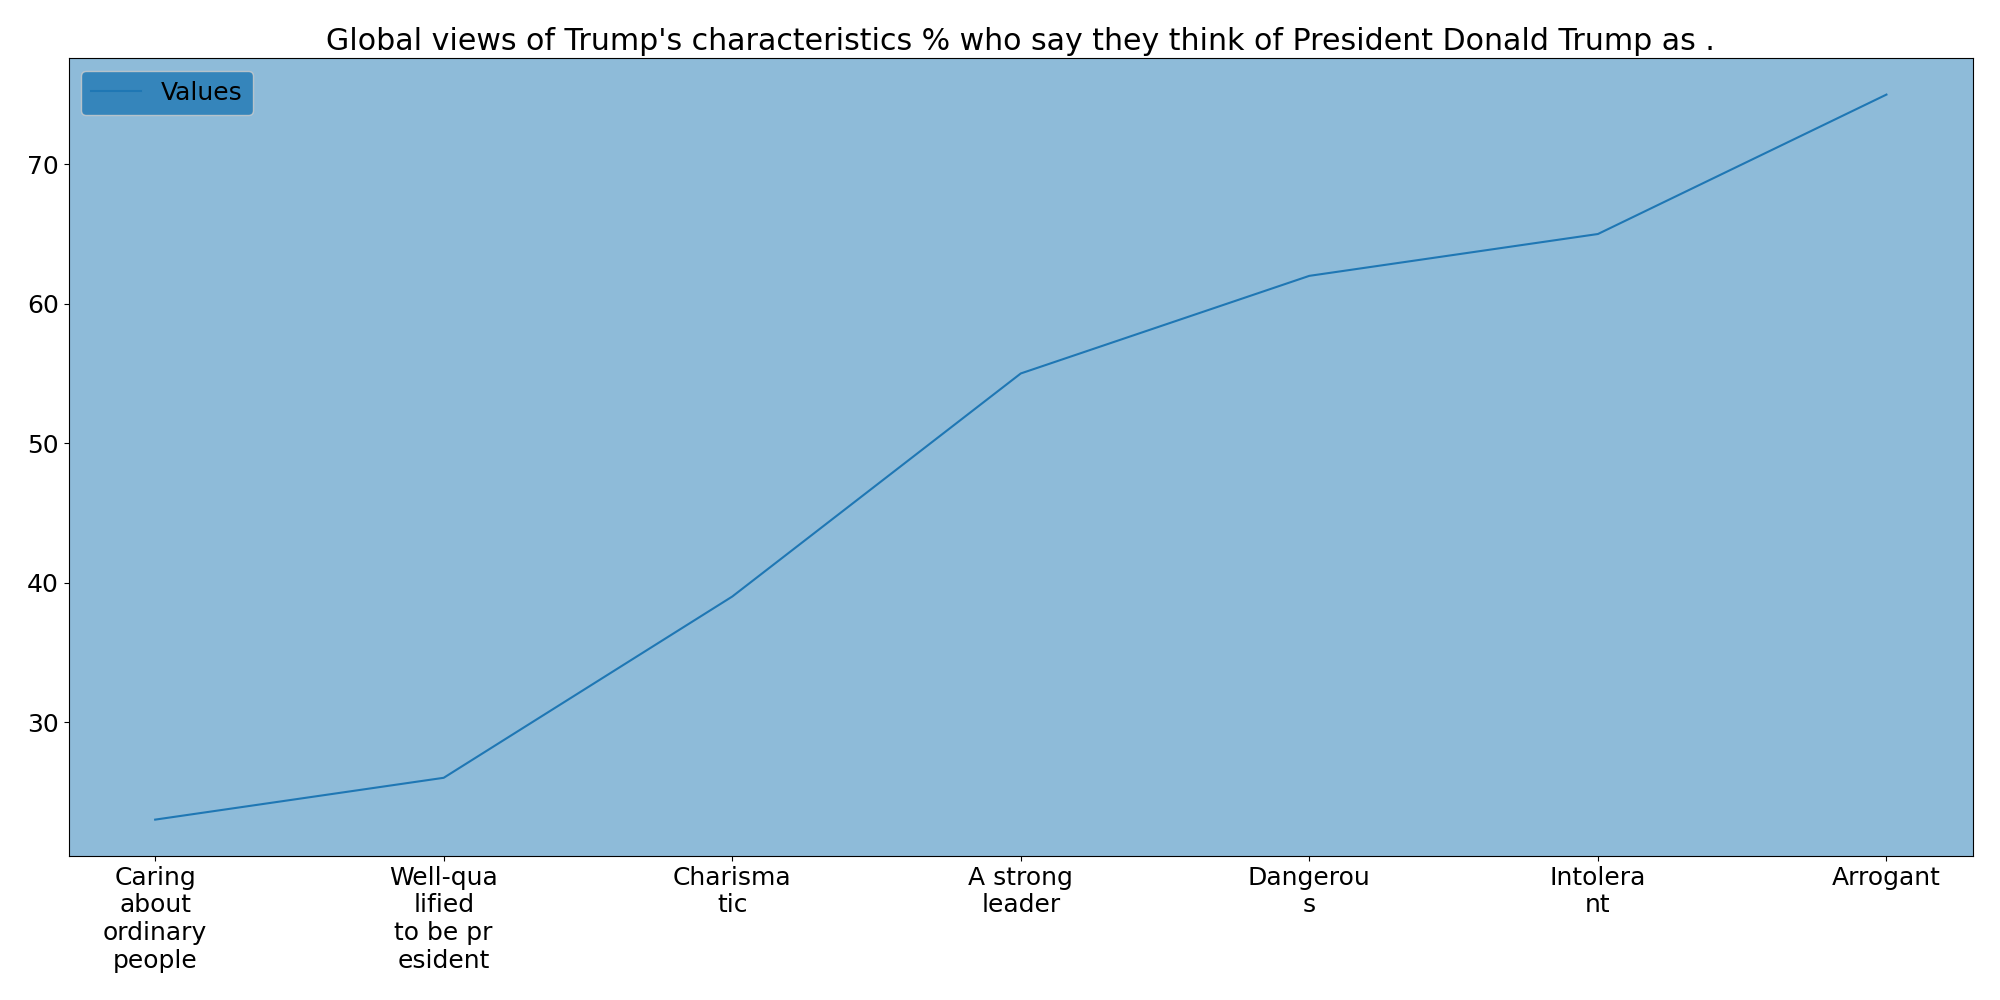 Global views of Trump's characteristics % who say they think of President Donald Trump as .
Values
70
60
50
40
30
Caring
about
ordinary
people
Well-qua
lified
to be pr
esident
Charisma
tic
A strong
leader
Dangerou
s
Intolera
nt
Arrogant